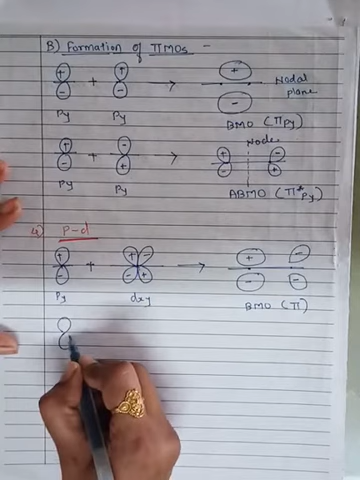 B) Formation of ΠMOs -
+ + + → + Nodal
- - - plane
Py Py BMO (Πpy)
+ + - → Node
- + + - - +
Py Py ABMO (Π*py)
4) P-d
+ + + - → + -
- - + - -
Py dxy BMO (Π)